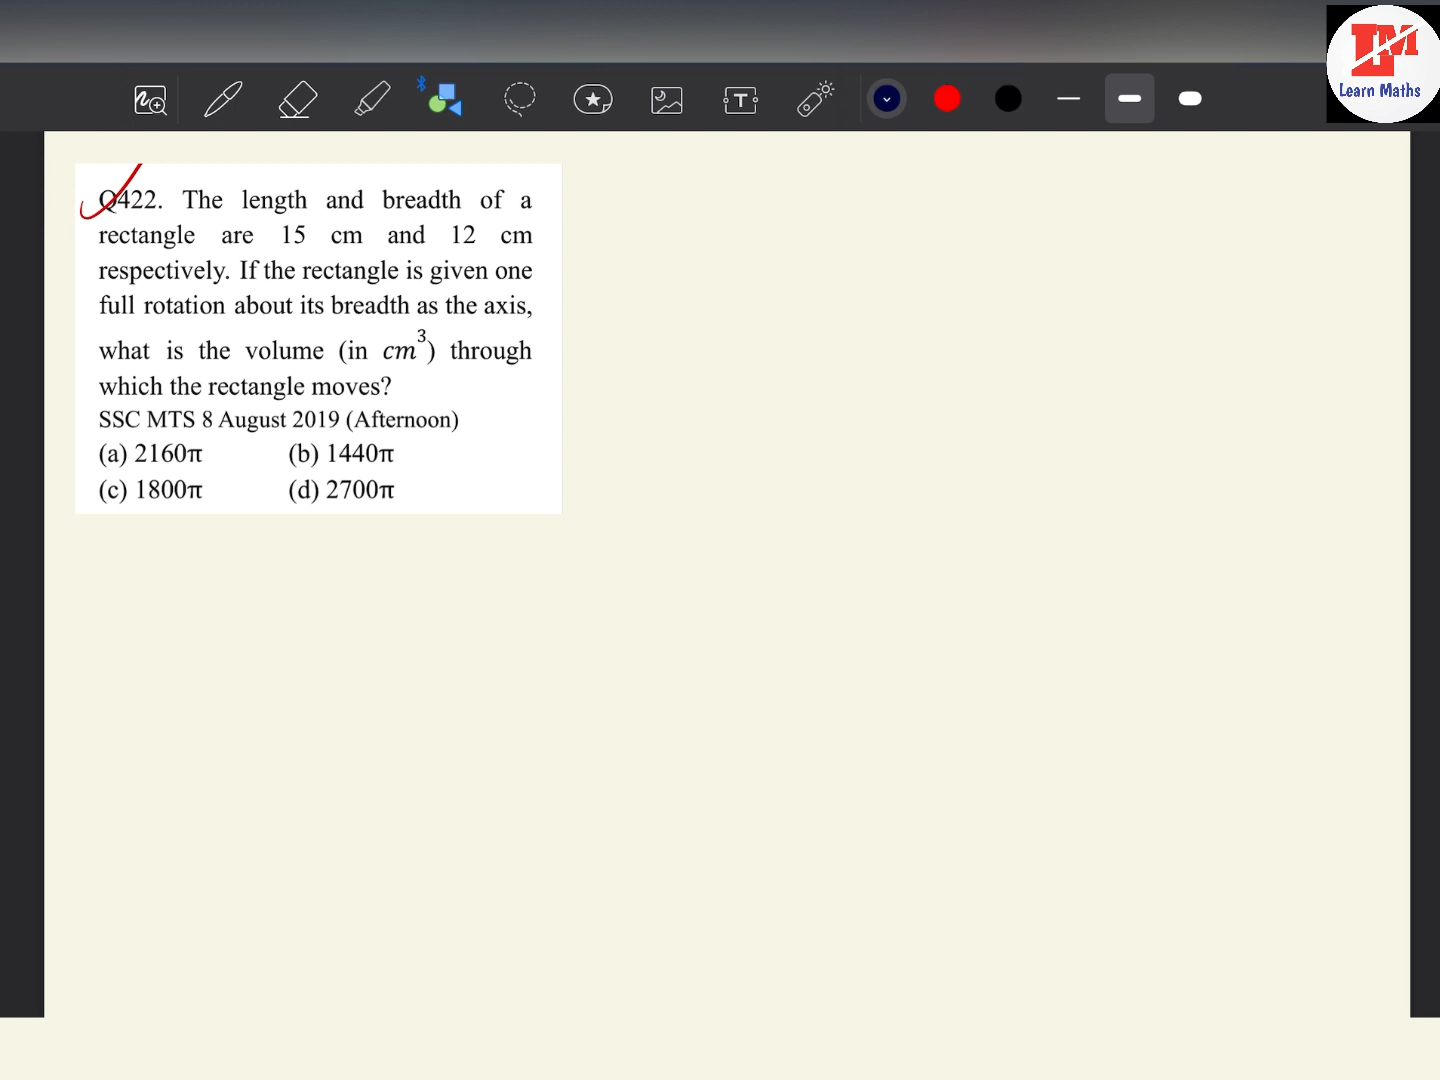 LM
Learn Maths
T
Q422. The length and breadth of a
rectangle are 15 cm and 12 cm
respectively. If the rectangle is given one
full rotation about its breadth as the axis,
what is the volume (in cm³) through
which the rectangle moves?
SSC MTS 8 August 2019 (Afternoon)
(a) 2160π (b) 1440π
(c) 1800π (d) 2700π